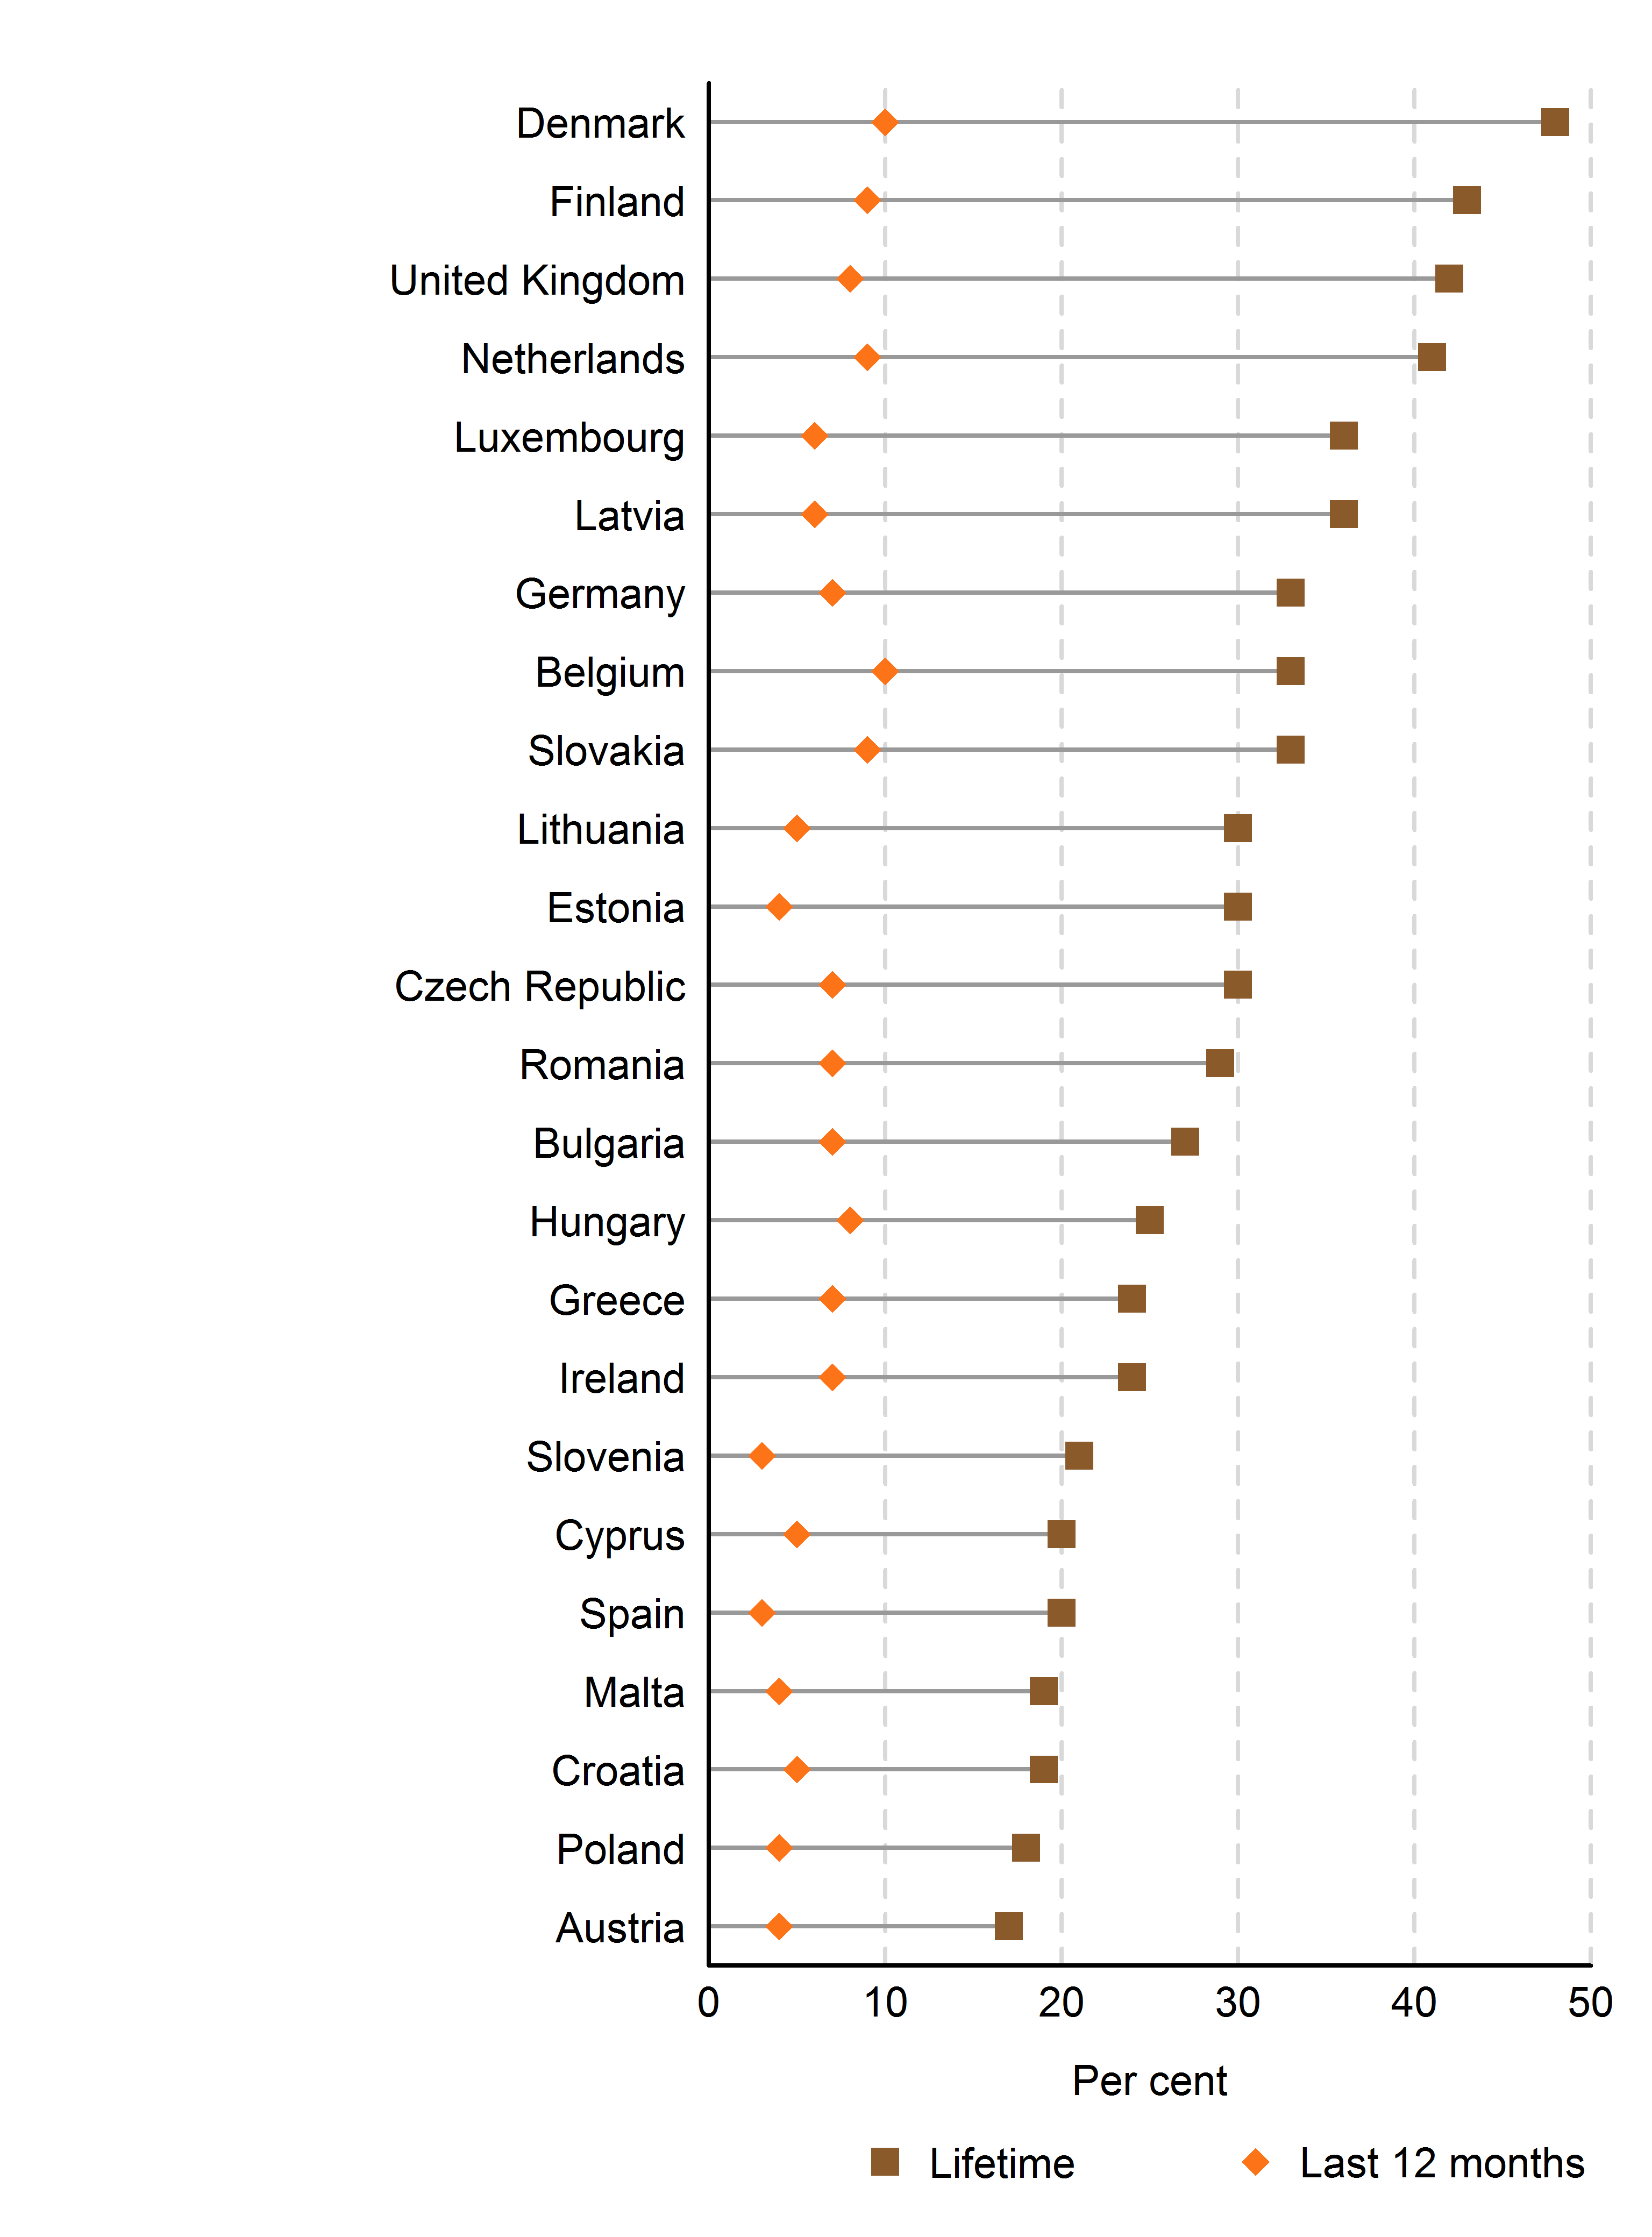 Denmark
Finland
United Kingdom
Netherlands
Luxembourg
Latvia
Germany
Belgium
Slovakia
Lithuania
Estonia
Czech Republic
Romania
Bulgaria
Hungary
Greece
Ireland
Slovenia
Cyprus
Spain
Malta
Croatia
Poland
Austria
0 10 20 30 40 50
Per cent
Lifetime Last 12 months